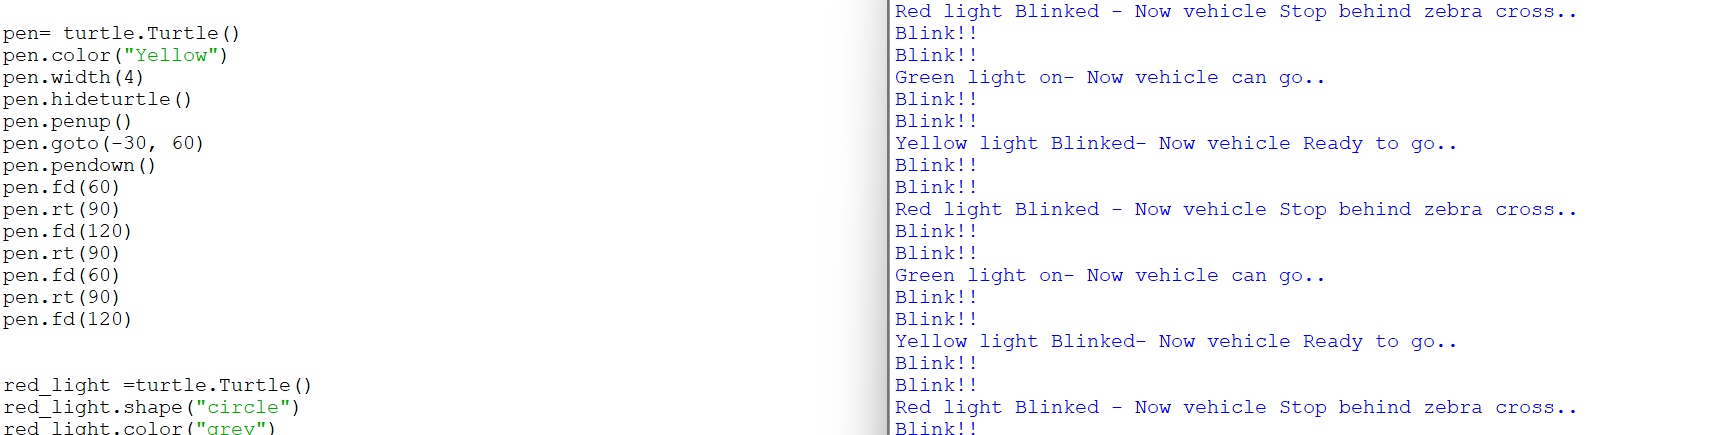 pen= turtle.Turtle()
pen.color("Yellow")
pen.width(4)
pen.hideturtle()
pen.penup()
pen.goto(-30, 60)
pen.pendown()
pen.fd(60)
pen.rt(90)
pen.fd(120)
pen.rt(90)
pen.fd(60)
pen.rt(90)
pen.fd(120)
red_light =turtle.Turtle()
red_light.shape("circle")
red_light.color("grey")
Red light Blinked - Now vehicle Stop behind zebra cross..
Blink!!
Blink!!
Green light on- Now vehicle can go..
Blink!!
Blink!!
Yellow light Blinked- Now vehicle Ready to go..
Blink!!
Blink!!
Red light Blinked - Now vehicle Stop behind zebra cross..
Blink!!
Blink!!
Green light on- Now vehicle can go..
Blink!!
Blink!!
Yellow light Blinked- Now vehicle Ready to go..
Blink!!
Blink!!
Red light Blinked - Now vehicle Stop behind zebra cross..
Blink!!